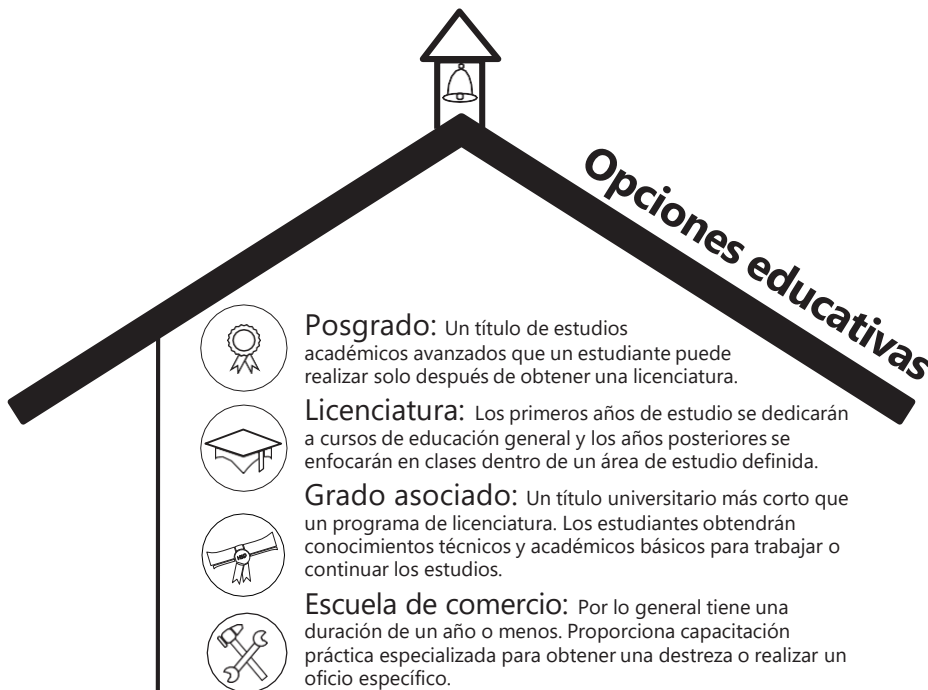 Opciones educativas
Posgrado: Un título de estudios
académicos avanzados que un estudiante puede
realizar solo después de obtener una licenciatura.
Licenciatura: Los primeros años de estudio se dedicarán
a cursos de educación general y los años posteriores se
enfocarán en clases dentro de un área de estudio definida.
Grado asociado: Un título universitario más corto que
un programa de licenciatura. Los estudiantes obtendrán
conocimientos técnicos y académicos básicos para trabajar o
continuar los estudios.
Escuela de comercio: Por lo general tiene una
duración de un año o menos. Proporciona capacitación
práctica especializada para obtener una destreza o realizar un
oficio específico.